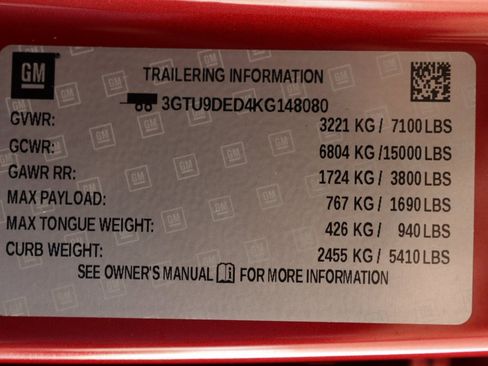 GM
TRAILERING INFORMATION
3GTU9DED4KG148080
GVWR: 3221 KG / 7100 LBS
GCWR: 6804 KG /15000 LBS
GAWR RR: 1724 KG / 3800 LBS
MAX PAYLOAD: 767 KG / 1690 LBS
MAX TONGUE WEIGHT: 426 KG / 940 LBS
CURB WEIGHT: 2455 KG / 5410 LBS
SEE OWNER'S MANUAL FOR MORE INFORMATION